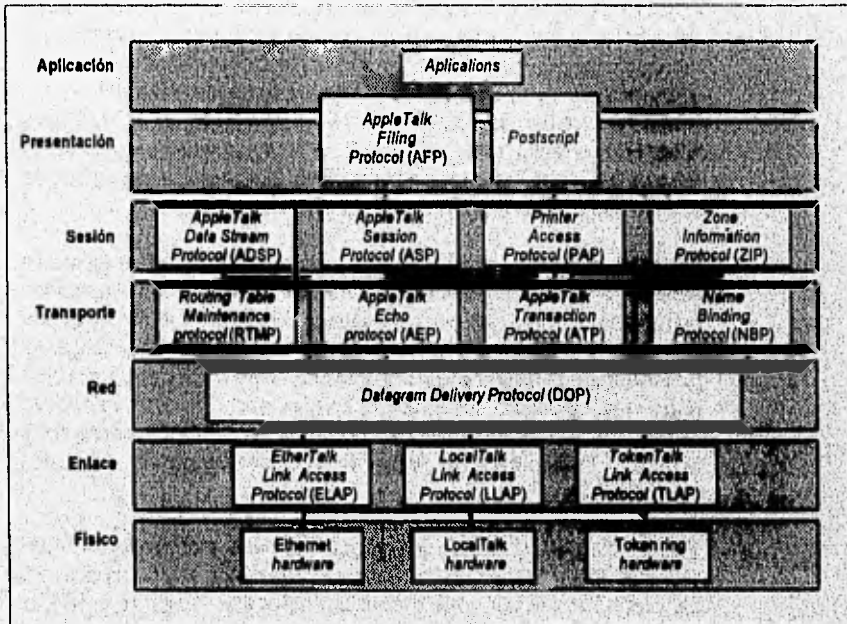 Aplicación
Aplications
Presentación
AppleTalk
Filing
Protocol (AFP)
Postscript
Sesión
AppleTalk
Data Stream
Protocol (ADSP)
AppleTalk
Session
Protocol (ASP)
Printer
Access
Protocol (PAP)
Zone
Information
Protocol (ZIP)
Transporte
Routing Table
Maintenance
protocol (RTMP)
AppleTalk
Echo
protocol (AEP)
AppleTalk
Transaction
Protocol (ATP)
Name
Binding
Protocol (NBP)
Red
Datagram Delivery Protocol (DOP)
Enlace
EtherTalk
Link Access
Protocol (ELAP)
LocalTalk
Link Access
Protocol (LLAP)
TokenTalk
Link Access
Protocol (TLAP)
Físico
Ethernet
hardware
LocalTalk
hardware
Token ring
hardware